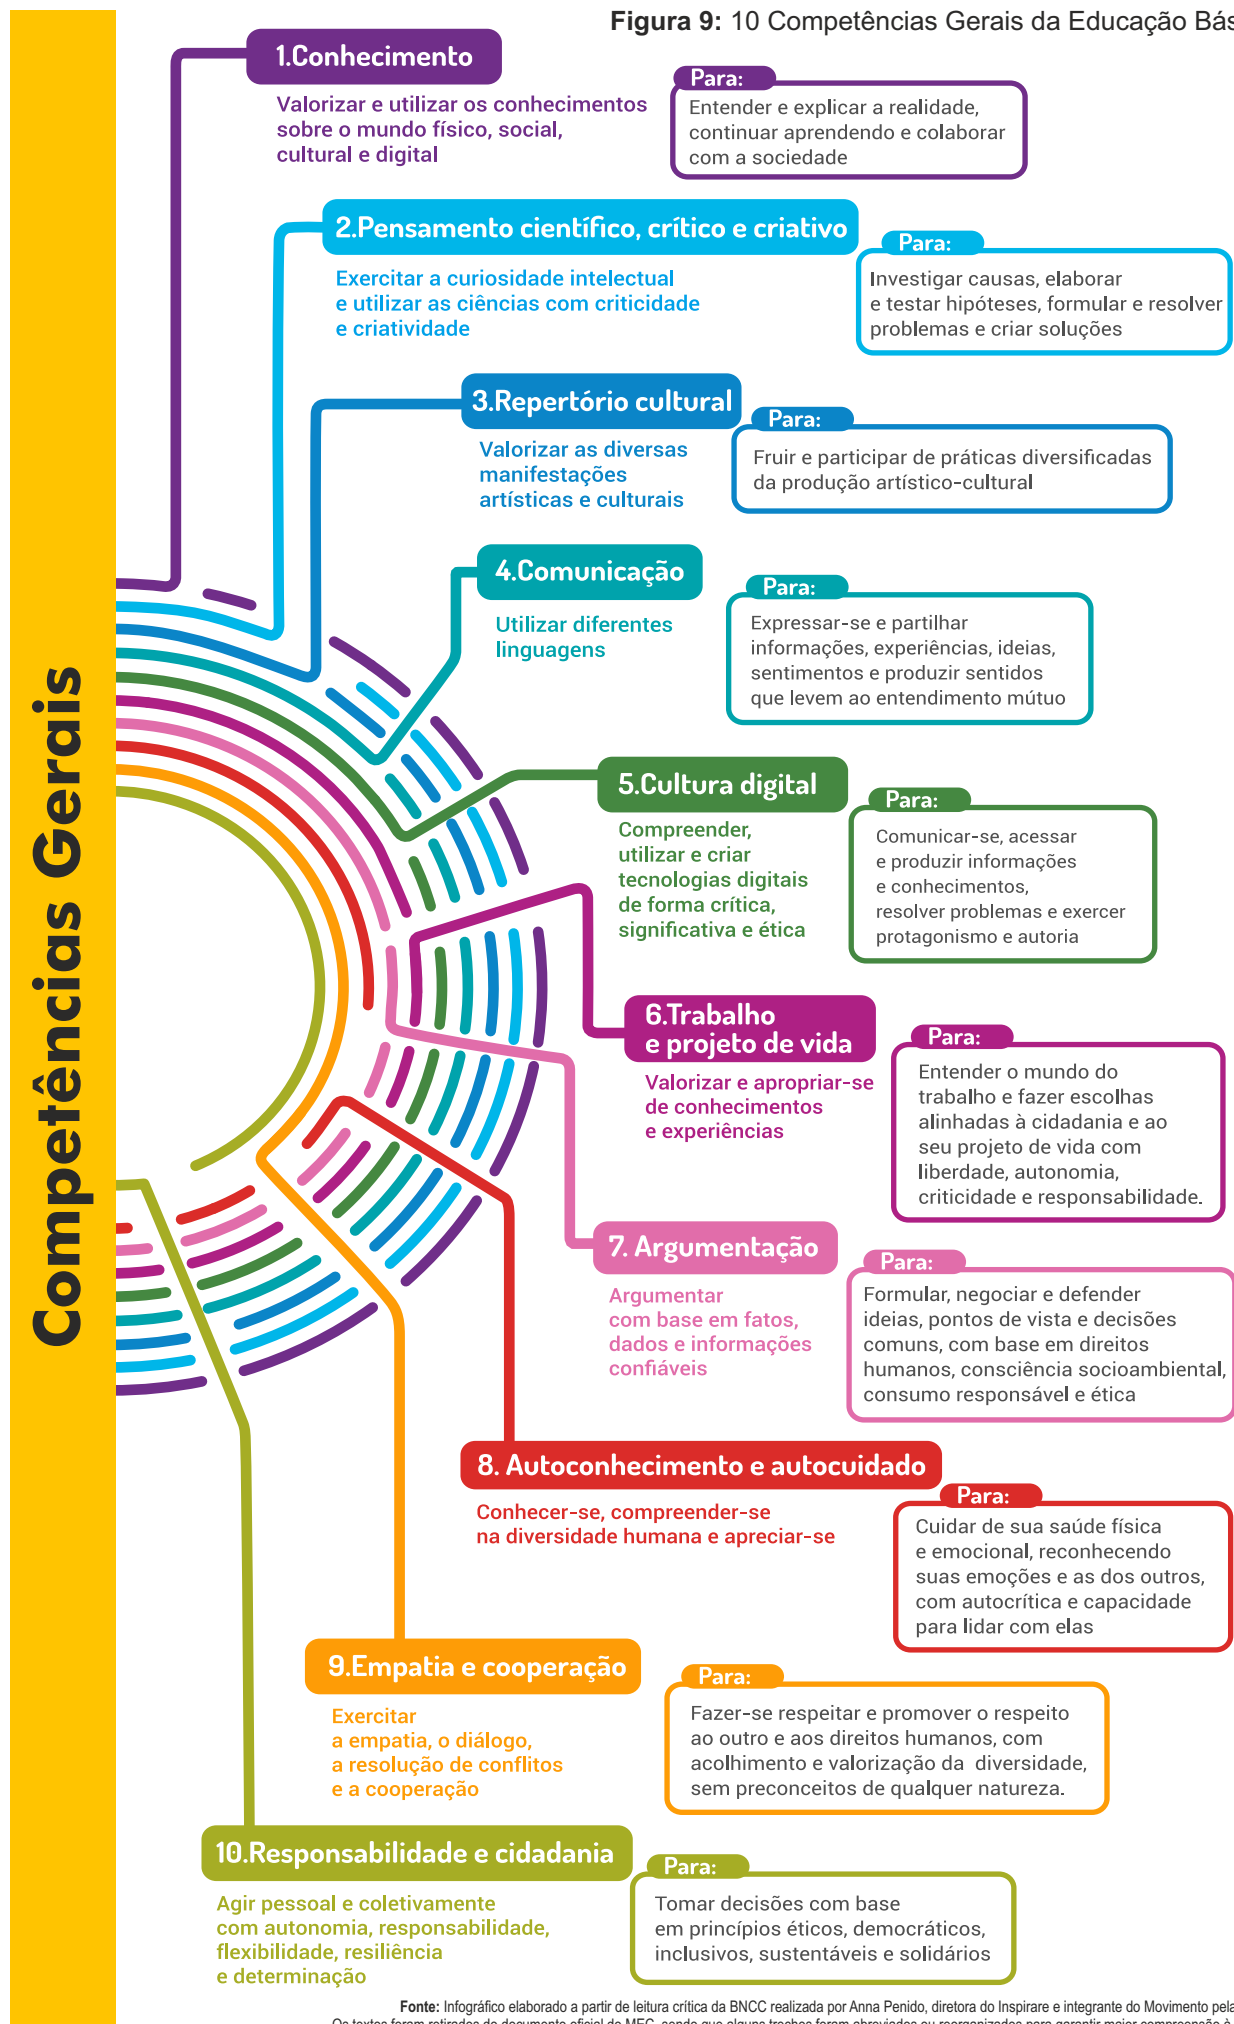 Figura 9: 10 Competências Gerais da Educação
Competências Gerais
1.Conhecimento
Valorizar e utilizar os conhecimentos
sobre o mundo físico, social,
cultural e digital
Para:
Entender e explicar a realidade,
continuar aprendendo e colaborar
com a sociedade
2.Pensamento científico, crítico e criativo
Exercitar a curiosidade intelectual
e utilizar as ciências com criticidade
e criatividade
Para:
Investigar causas, elaborar
e testar hipóteses, formular e resolver
problemas e criar soluções
3.Repertório cultural
Valorizar as diversas
manifestações
artísticas e culturais
Para:
Fruir e participar de práticas diversificadas
da produção artístico-cultural
4.Comunicação
Utilizar diferentes
linguagens
Para:
Expressar-se e partilhar
informações, experiências, ideias,
sentimentos e produzir sentidos
que levem ao entendimento mútuo
5.Cultura digital
Compreender,
utilizar e criar
tecnologias digitais
de forma crítica,
significativa e ética
Para:
Comunicar-se, acessar
e produzir informações
e conhecimentos,
resolver problemas e exercer
protagonismo e autoria
6.Trabalho
e projeto de vida
Valorizar e apropriar-se
de conhecimentos
e experiências
Para:
Entender o mundo do
trabalho e fazer escolhas
alinhadas à cidadania e ao
seu projeto de vida com
liberdade, autonomia,
criticidade e responsabilidade.
7. Argumentação
Argumentar
com base em fatos,
dados e informações
confiáveis
Para:
Formular, negociar e defender
ideias, pontos de vista e decisões
comuns, com base em direitos
humanos, consciência socioambiental,
consumo responsável e ética
8. Autoconhecimento e autocuidado
Conhecer-se, compreender-se
na diversidade humana e apreciar-se
Para:
Cuidar de sua saúde física
e emocional, reconhecendo
suas emoções e as dos outros,
com autocrítica e capacidade
para lidar com elas
9.Empatia e cooperação
Exercitar
a empatia, o diálogo,
a resolução de conflitos
e a cooperação
Para:
Fazer-se respeitar e promover o respeito
ao outro e aos direitos humanos, com
acolhimento e valorização da diversidade,
sem preconceitos de qualquer natureza.
10.Responsabilidade e cidadania
Agir pessoal e coletivamente
com autonomia, responsabilidade,
flexibilidade, resiliência
e determinação
Para:
Tomar decisões com base
em princípios éticos, democráticos,
inclusivos, sustentáveis e solidários
Fonte: Infográfico elaborado a partir de leitura crítica da BNCC realizada por Anna Penido, diretora do Inspirare e integrante do Movimento pela